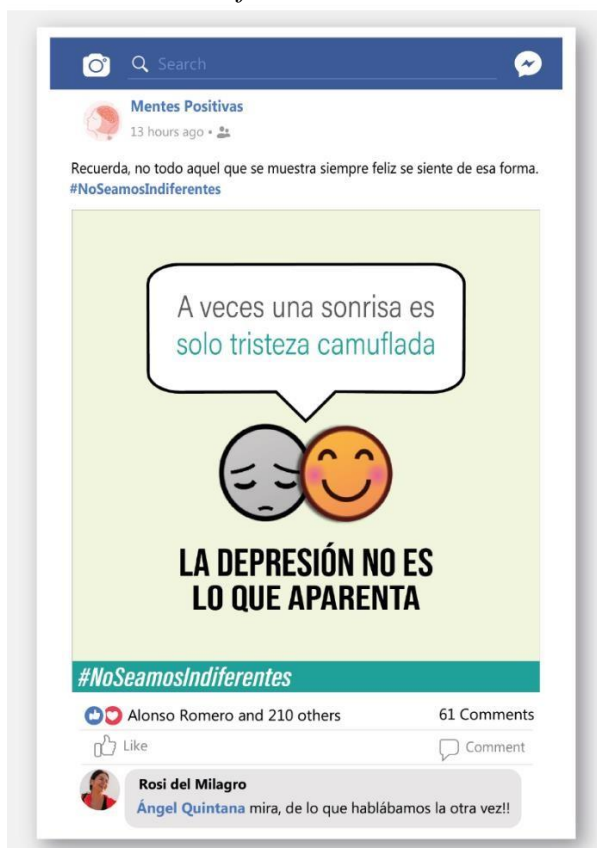 Search
Mentes Positivas
13 hours ago •
Recuerda, no todo aquel que se muestra siempre feliz se siente de esa forma.
#NoSeamosIndiferentes
A veces una sonrisa es
solo tristeza camuflada
LA DEPRESIÓN NO ES
LO QUE APARENTA
#NoSeamosIndiferentes
Alonso Romero and 210 others 61 Comments
Like Comment
Rosi del Milagro
Ángel Quintana mira, de lo que hablábamos la otra vez!!